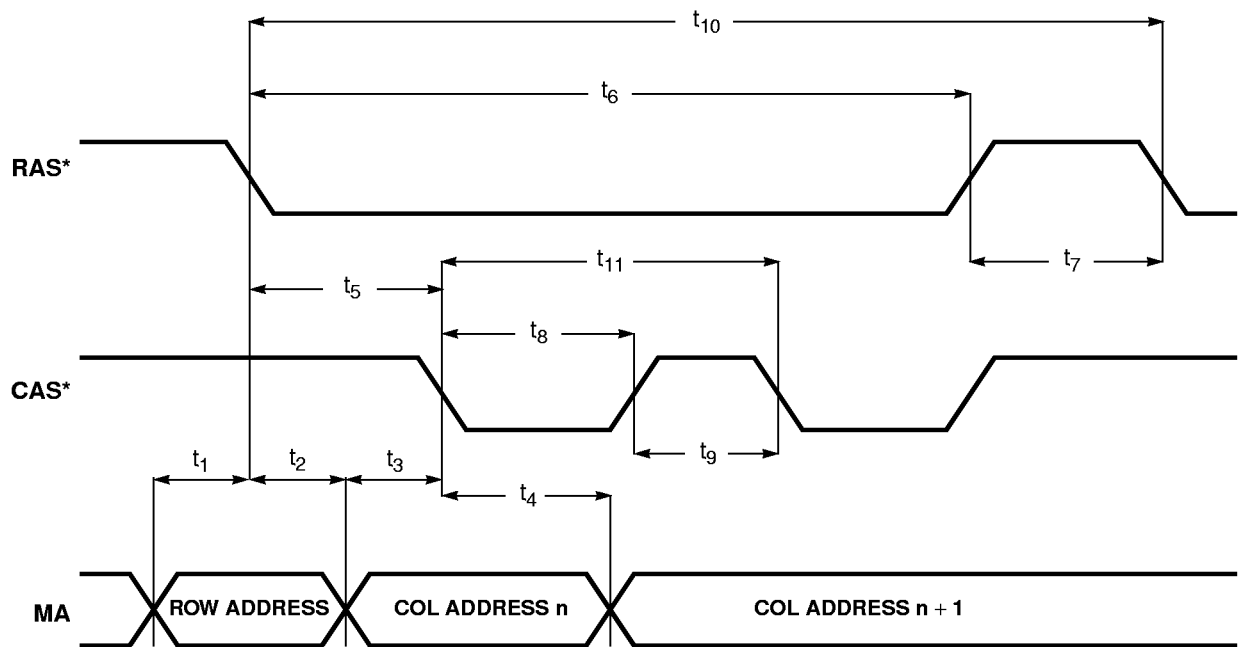 t10
t6
RAS*
t7
t11
t5
t8
CAS*
t9
t1 t2 t3
t4
MA ROW ADDRESS COL ADDRESS n COL ADDRESS n + 1